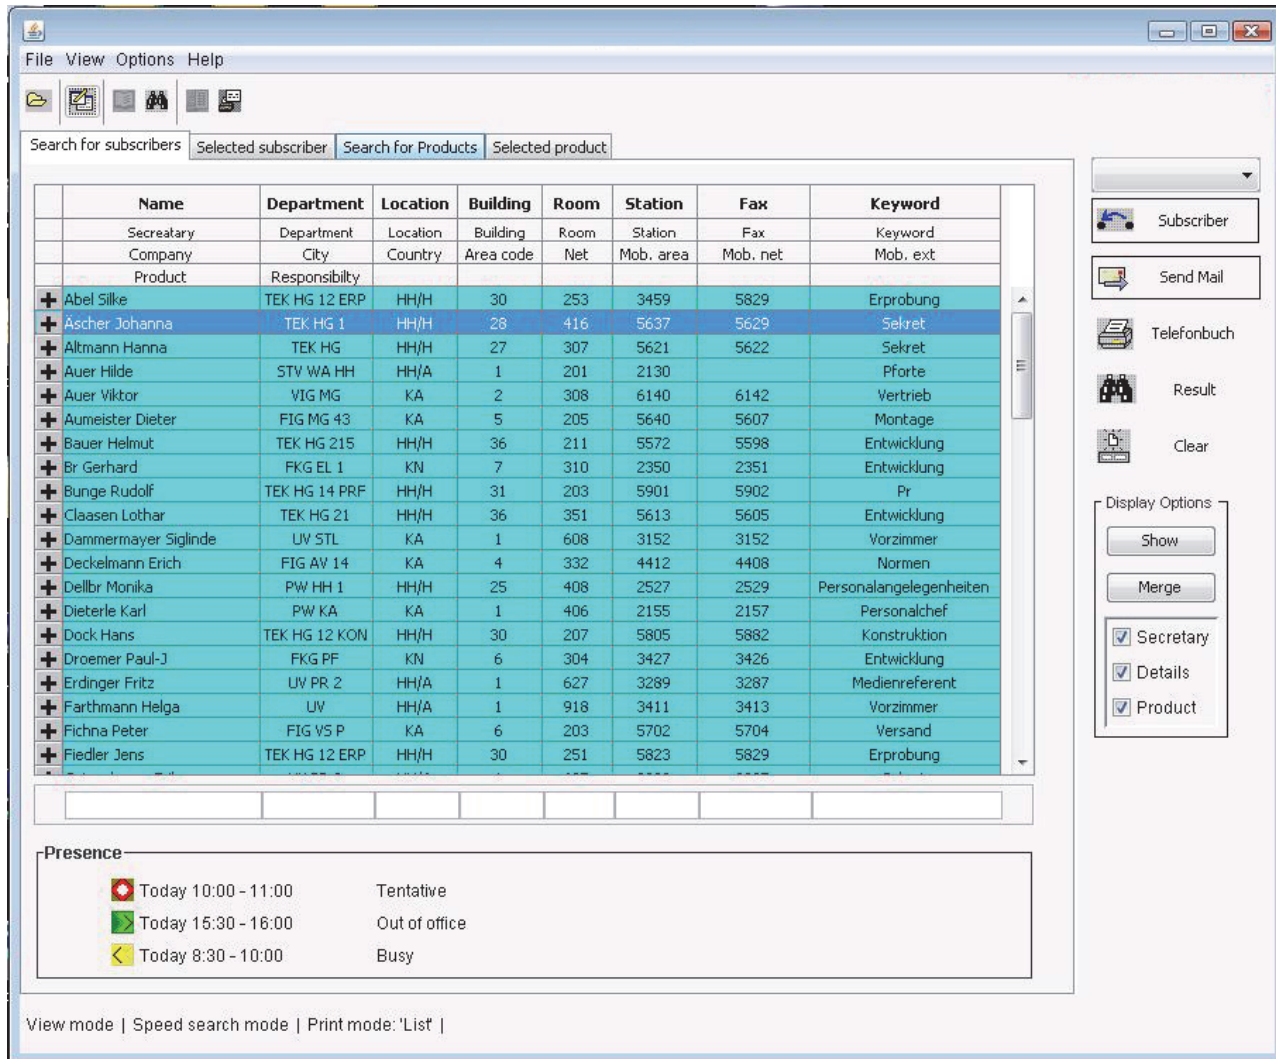 File View Options Help
Search for subscribers Selected subscriber Search for Products Selected product
Name Department Location Building Room Station Fax Keyword
Secreatary Department Location Building Room Station Fax Keyword
Company City Country Area code Net Mob. area Mob. net Mob. ext
Product Responsibilty
Abel Silke TEK HG 12 ERP HH/H 30 253 3459 5829 Erprobung
Äscher Johanna TEK HG 1 HH/H 28 416 5637 5629 Sekret
Altmann Hanna TEK HG HH/H 27 307 5621 5622 Sekret
Auer Hilde STV WA HH HH/A 1 201 2130 Pforte
Auer Viktor VIG MG KA 2 308 6140 6142 Vertrieb
Aumeister Dieter FIG MG 43 KA 5 205 5640 5607 Montage
Bauer Helmut TEK HG 215 HH/H 36 211 5572 5598 Entwicklung
Br Gerhard FKG EL 1 KN 7 310 2350 2351 Entwicklung
Bunge Rudolf TEK HG 14 PRF HH/H 31 203 5901 5902 Pr
Claasen Lothar TEK HG 21 HH/H 36 351 5613 5605 Entwicklung
Dammermayer Siglinde UV STL KA 1 608 3152 3152 Vorzimmer
Deckelmann Erich FIG AV 14 KA 4 332 4412 4408 Normen
Dellbr Monika PW HH 1 HH/H 25 408 2527 2529 Personalangelegenheiten
Dieterle Karl PW KA KA 1 406 2155 2157 Personalchef
Dock Hans TEK HG 12 KON HH/H 30 207 5805 5882 Konstruktion
Droemer Paul-J FKG PF KN 6 304 3427 3426 Entwicklung
Erdinger Fritz UV PR 2 HH/A 1 627 3289 3287 Medienreferent
Farthmann Helga UV HH/A 1 918 3411 3413 Vorzimmer
Fichna Peter FIG VS P KA 6 203 5702 5704 Versand
Fiedler Jens TEK HG 12 ERP HH/H 30 251 5823 5829 Erprobung
Subscriber
Send Mail
Telefonbuch
Result
Clear
Display Options
Show
Merge
Secretary
Details
Product
Presence
Today 10:00 - 11:00 Tentative
Today 15:30 - 16:00 Out of office
Today 8:30 - 10:00 Busy
View mode | Speed search mode | Print mode: 'List' |